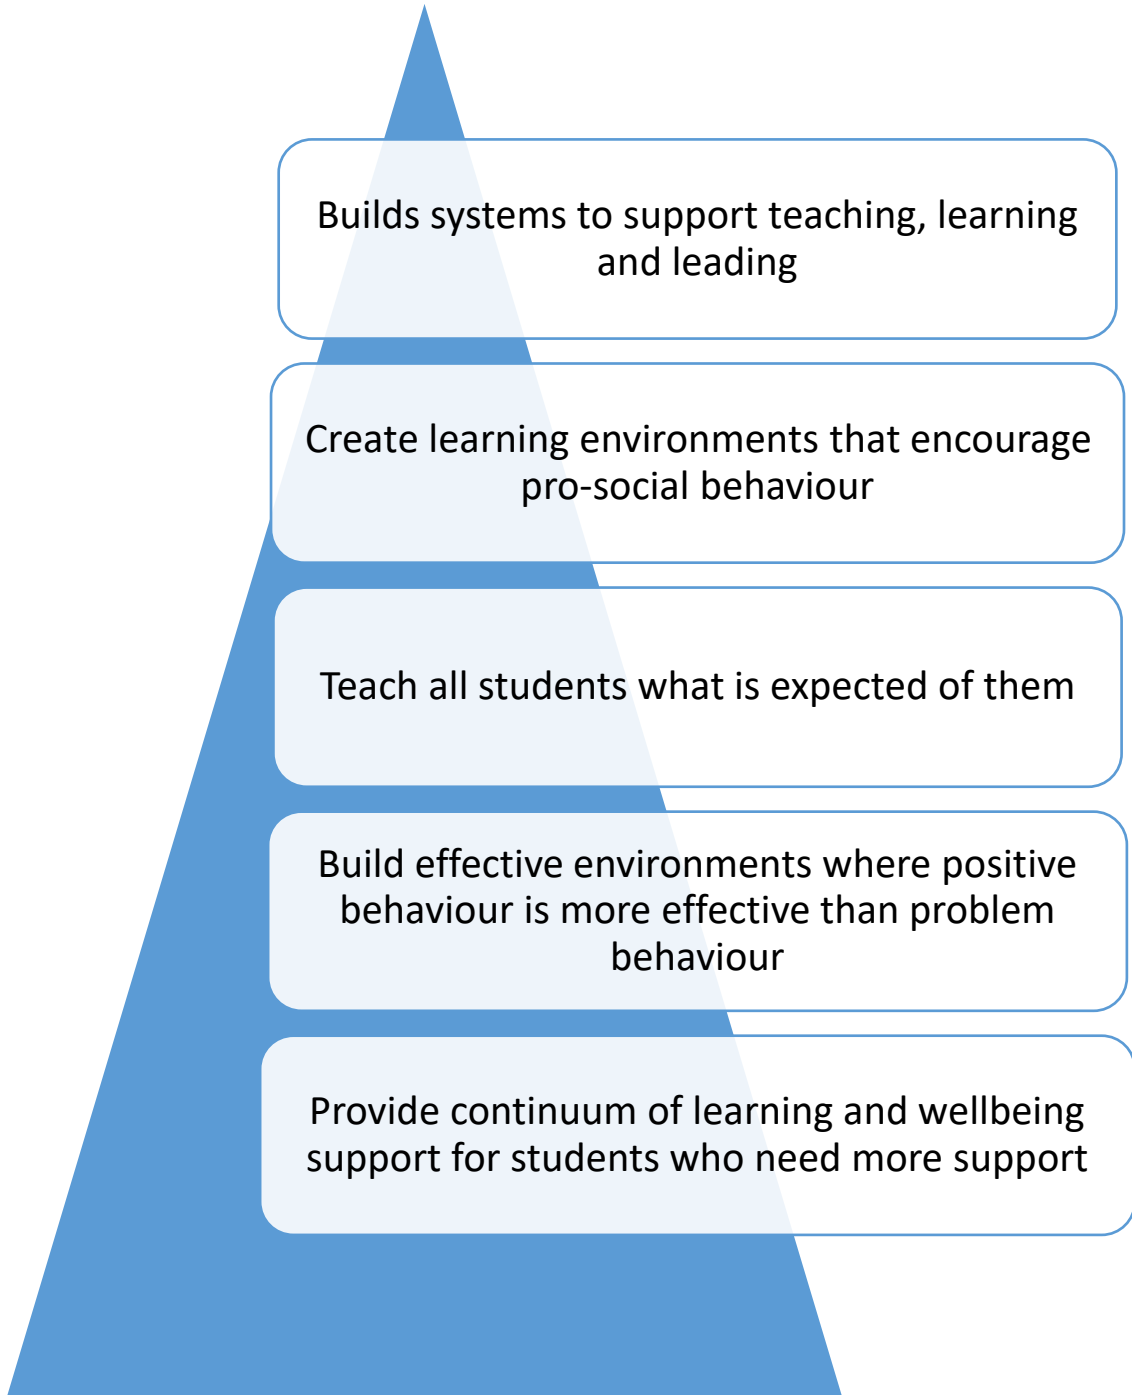 Builds systems to support teaching, learning
and leading
Create learning environments that encourage
pro-social behaviour
Teach all students what is expected of them
Build effective environments where positive
behaviour is more effective than problem
behaviour
Provide continuum of learning and wellbeing
support for students who need more support